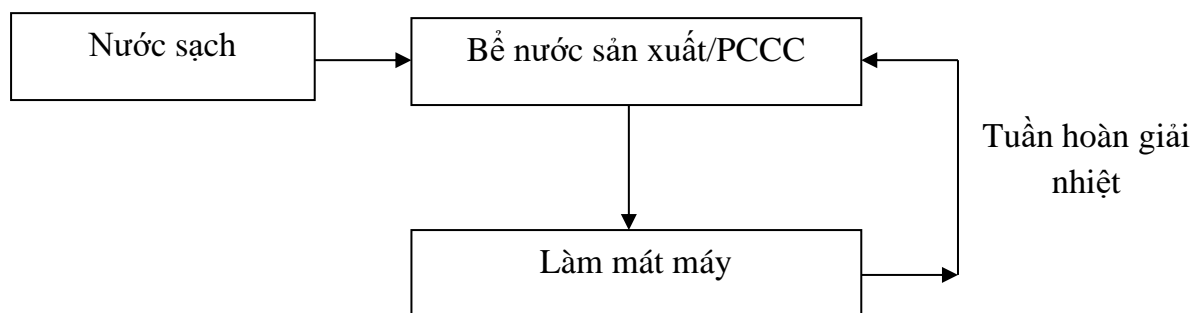 Nước sạch
Bể nước sản xuất/PCCC
Tuần hoàn giải
nhiệt
Làm mát máy